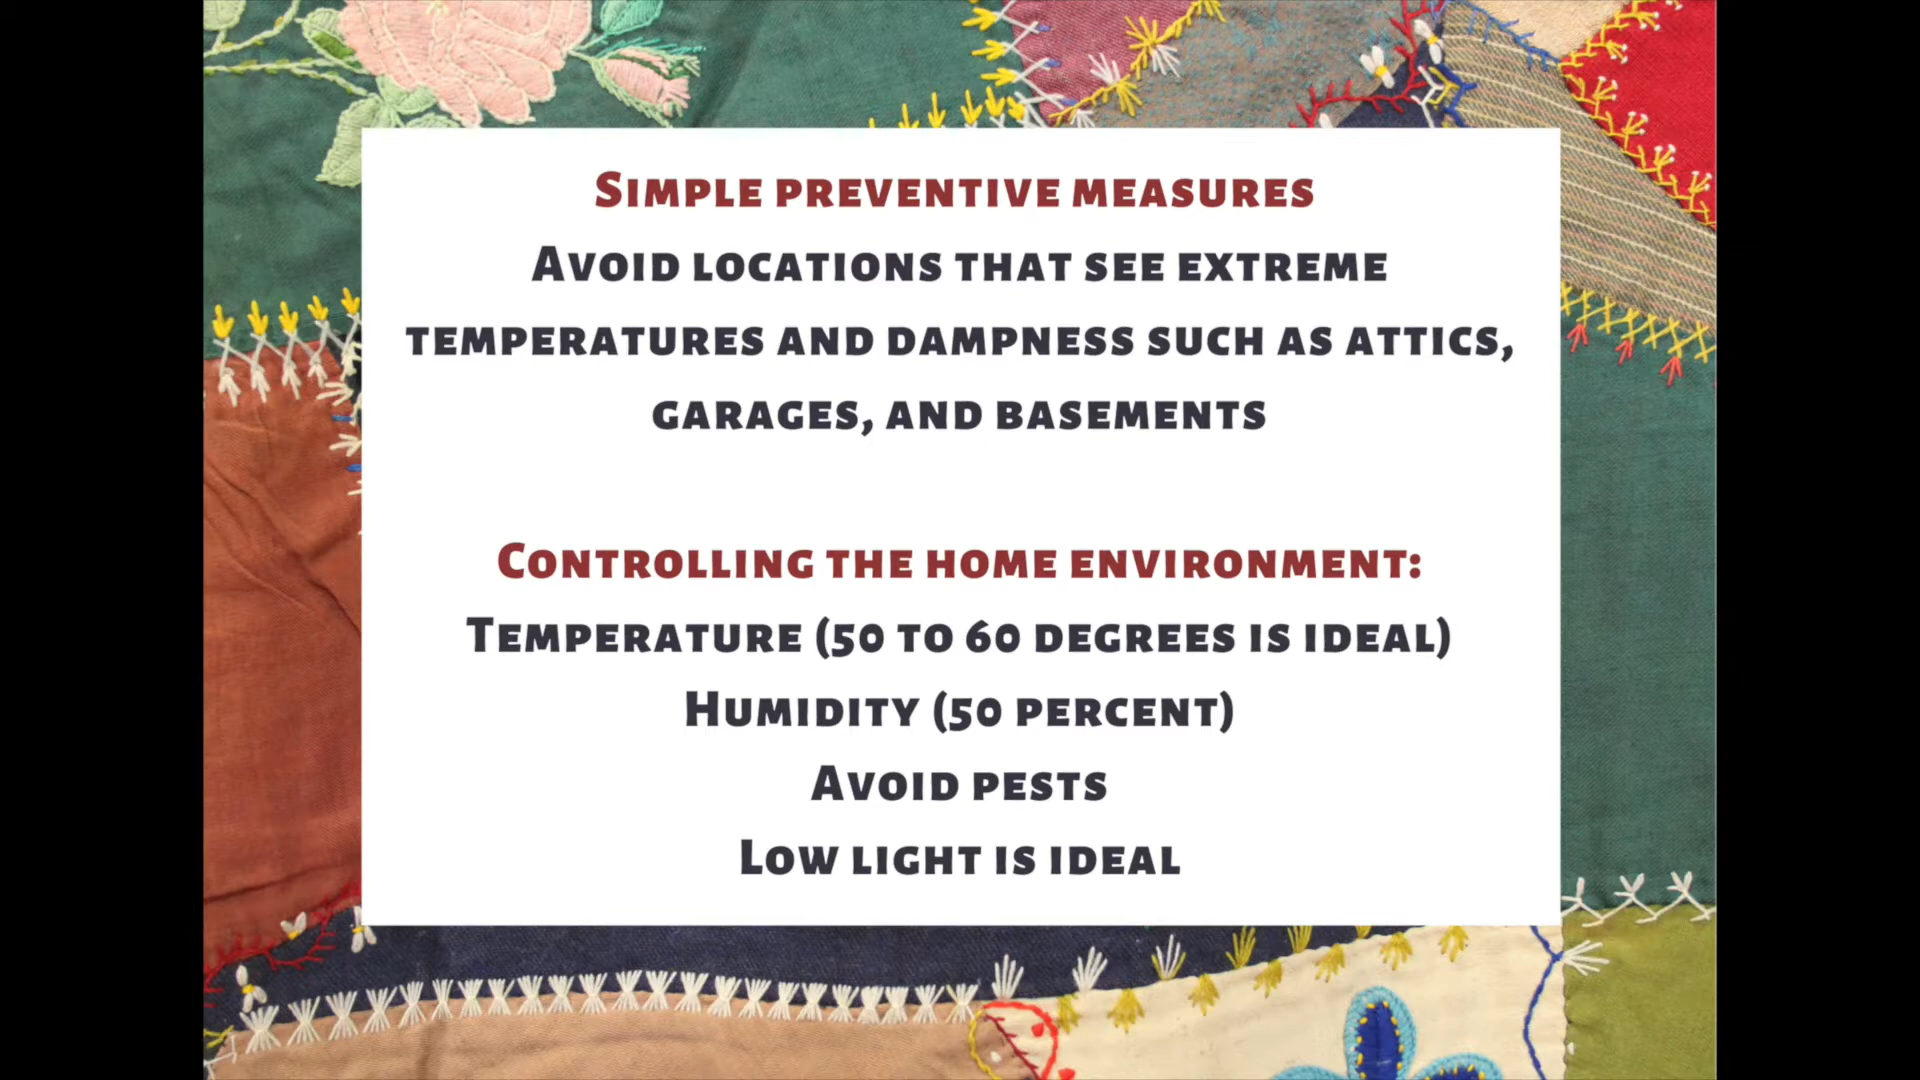 Simple preventive measures
Avoid locations that see extreme
temperatures and dampness such as attics,
garages, and basements
Controlling the home environment:
Temperature (50 to 60 degrees is ideal)
Humidity (50 percent)
Avoid pests
Low light is ideal